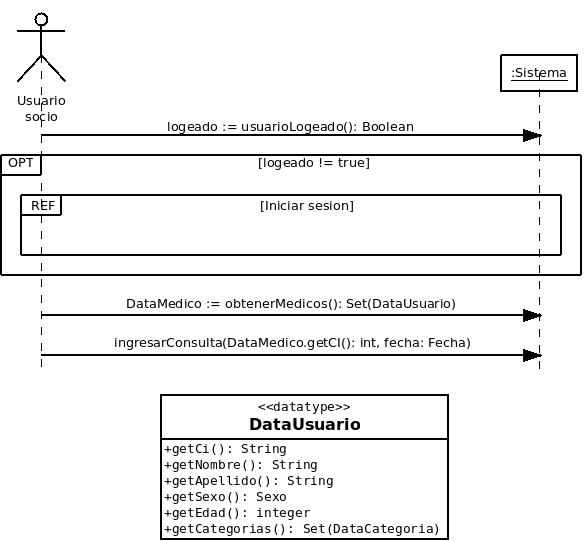 Usuario
socio
:Sistema
logeado := usuarioLogeado(): Boolean
OPT
[logeado != true]
REF
[Iniciar sesion]
DataMedico := obtenerMedicos(): Set(DataUsuario)
ingresarConsulta(DataMedico.getCI(): int, fecha: Fecha)
<<datatype>>
DataUsuario
+getCi(): String
+getNombre(): String
+getApellido(): String
+getSexo(): Sexo
+getEdad(): integer
+getCategorias(): Set(DataCategoria)